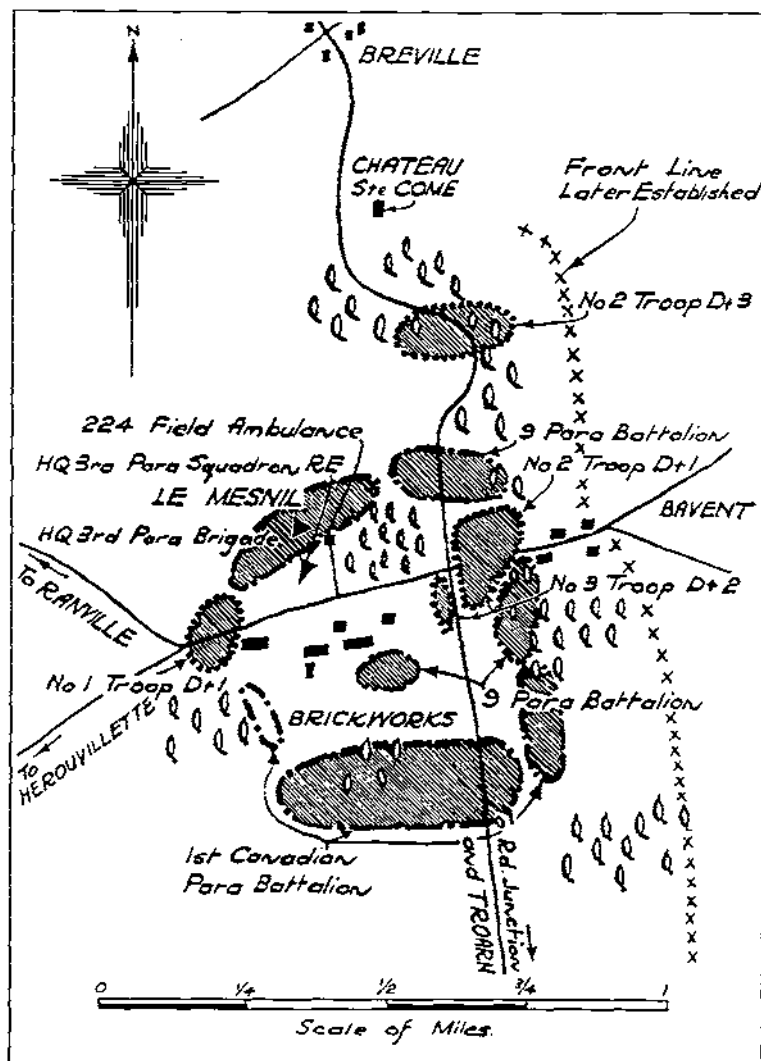 N
BREVILLE
CHATEAU
Ste COME
Front Line
Later Established
No 2 Troop D+3
224 Field Ambulance
9 Para Battalion
HQ 3rd Para Squadron RE
No 2 Troop D+1
LE MESNIL
BAVENT
HQ 3rd Para Brigade
To
RANVILLE
No 3 Troop D+2
No 1 Troop D+1
9 Para Battalion
BRICKWORKS
To
HEROUVILLETTE
1st Canadian
Para Battalion
To
Rd Junction
and TROARN
0 1/4 1/2 3/4 1
Scale of Miles.